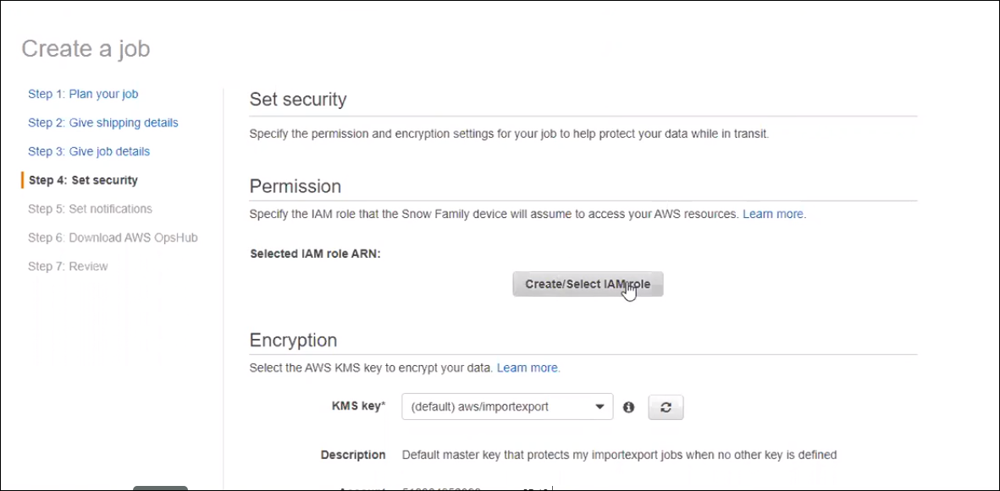 Create a job
Step 1: Plan your job
Step 2: Give shipping details
Step 3: Give job details
Step 4: Set security
Step 5: Set notifications
Step 6: Download AWS OpsHub
Step 7: Review
Set security
Specify the permission and encryption settings for your job to help protect your data while in transit.
Permission
Specify the IAM role that the Snow Family device will assume to access your AWS resources. Learn more.
Selected IAM role ARN:
Create/Select IAM role
Encryption
Select the AWS KMS key to encrypt your data. Learn more.
KMS key* (default) aws/importexport
Description Default master key that protects my importexport jobs when no other key is defined